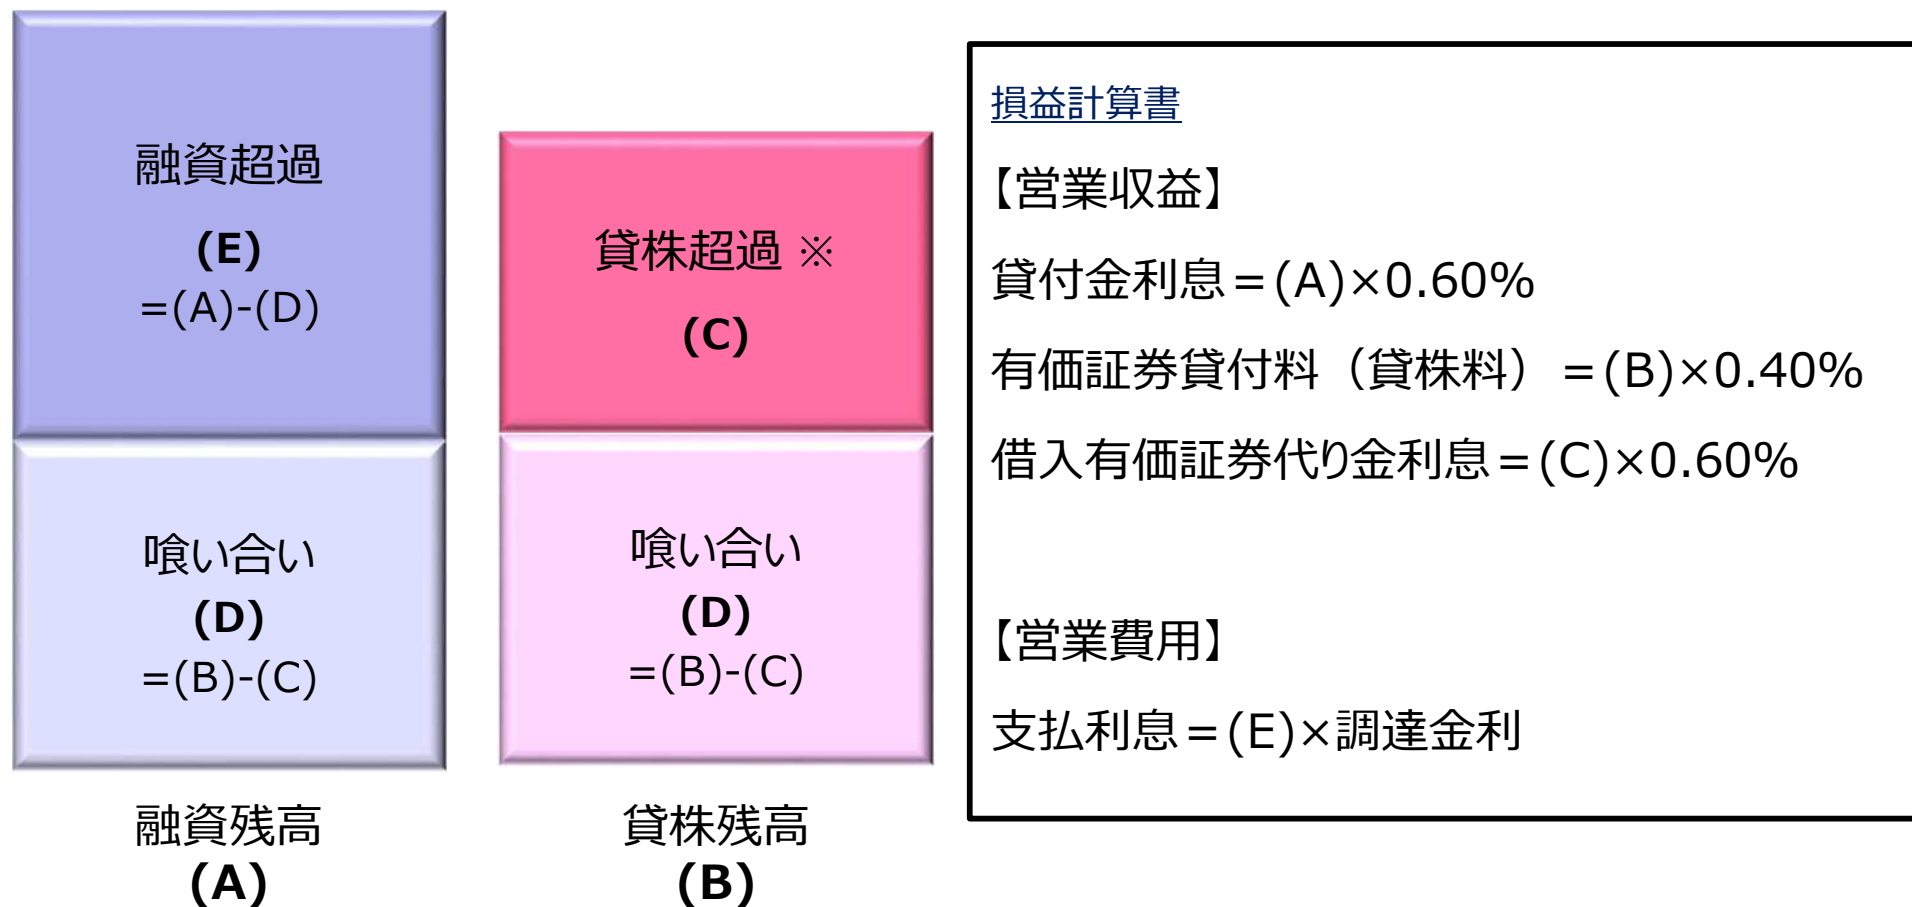 融資超過
(E)
=(A)-(D)
喰い合い
(D)
=(B)-(C)
融資残高
(A)
貸株超過 ※
(C)
喰い合い
(D)
=(B)-(C)
貸株残高
(B)
損益計算書
【営業収益】
貸付金利息＝(A)×0.60%
有価証券貸付料（貸株料）＝(B)×0.40%
借入有価証券代り金利息＝(C)×0.60%
【営業費用】
支払利息＝(E)×調達金利